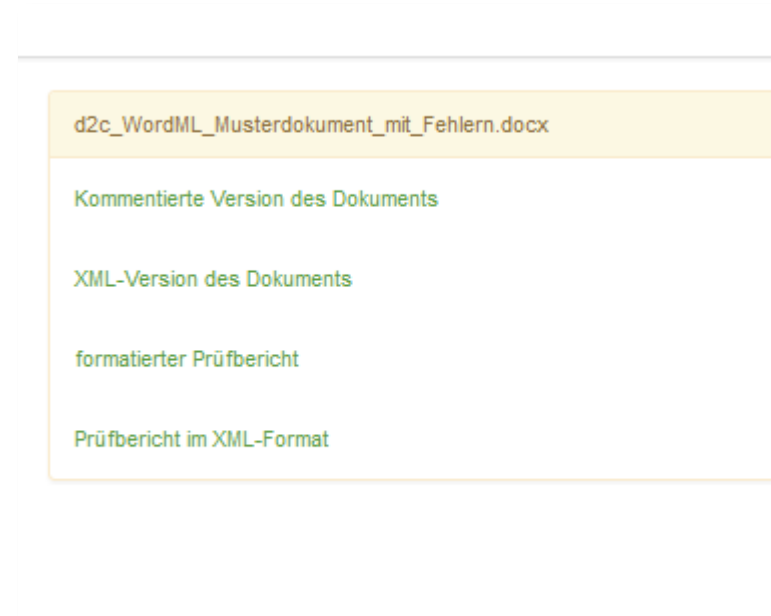 d2c_WordML_Musterdokument_mit_Fehlern.docx
Kommentierte Version des Dokuments
XML-Version des Dokuments
formatierter Prüfbericht
Prüfbericht im XML-Format